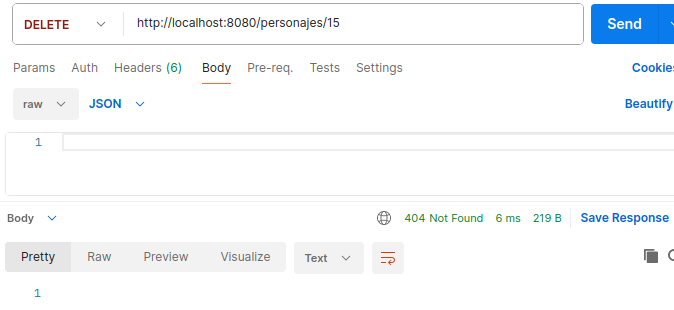 DELETE http://localhost:8080/personajes/15 Send
Params Auth Headers (6) Body Pre-req. Tests Settings Cookies
raw JSON Beautify
1
Body 404 Not Found 6 ms 219 B Save Response
Pretty Raw Preview Visualize Text
1